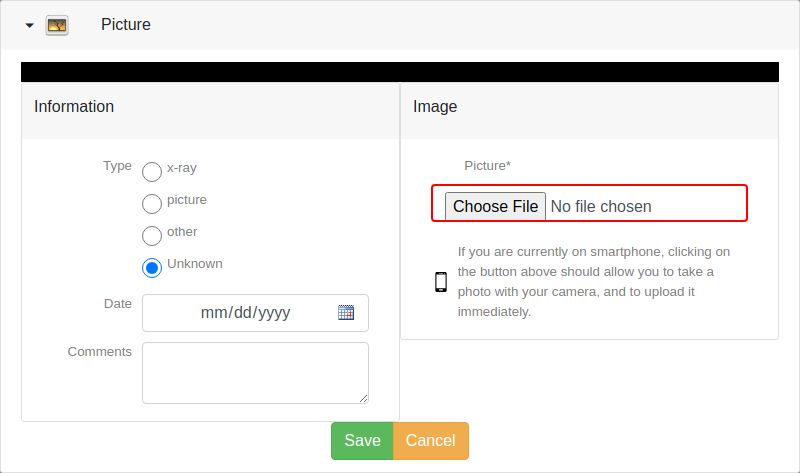 Picture
Information
Type
x-ray
picture
other
Unknown
Date
mm/dd/yyyy
Comments
Image
Picture*
Choose File No file chosen
If you are currently on smartphone, clicking on
the button above should allow you to take a
photo with your camera, and to upload it
immediately.
Save
Cancel